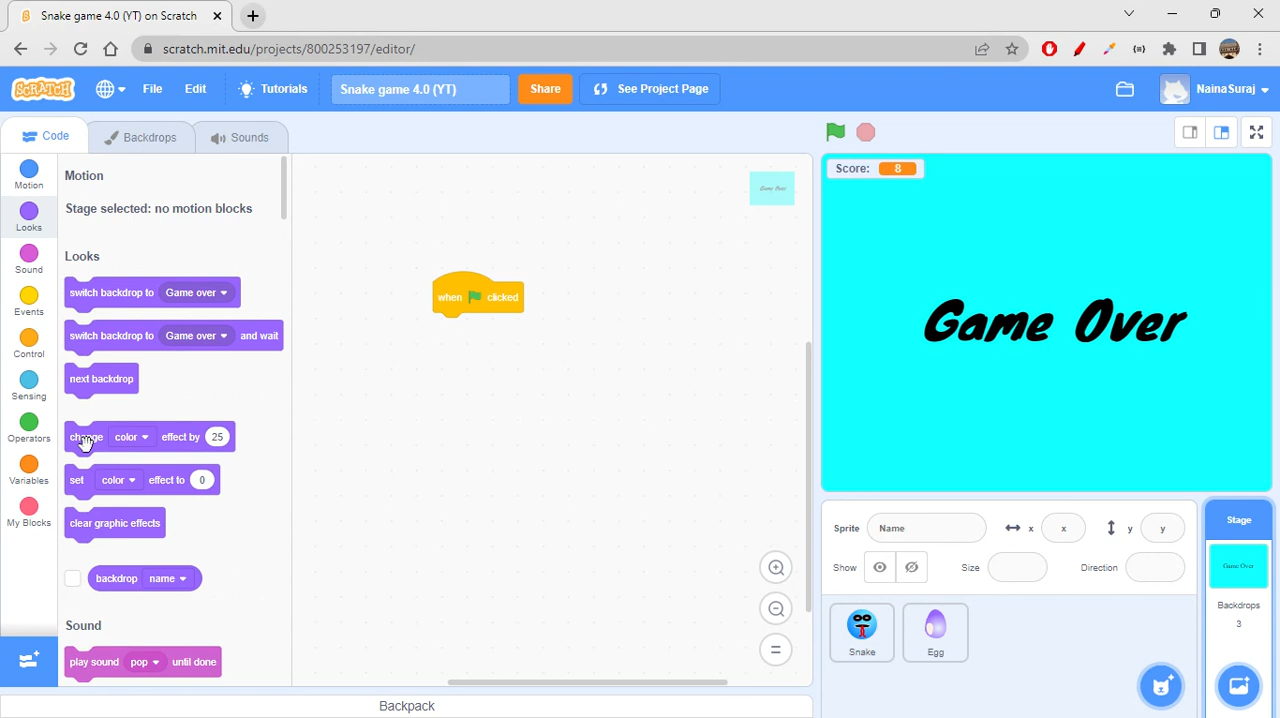 Snake game 4.0 (YT) on Scratch
scratch.mit.edu/projects/800253197/editor/
SCRATCH File Edit Tutorials Snake game 4.0 (YT) Share See Project Page NainaSuraj
Code Backdrops Sounds
Motion
Looks
Sound
Events
Control
Sensing
Operators
Variables
My Blocks
Motion
Stage selected: no motion blocks
Looks
switch backdrop to Game over
switch backdrop to Game over and wait
next backdrop
change color effect by 25
set color effect to 0
clear graphic effects
backdrop name
Sound
play sound pop until done
Game Over
when clicked
Score: 8
Game Over
Sprite Name x x y y
Show Size Direction
Snake
Egg
Stage
Game Over
Backdrops
3
Backpack